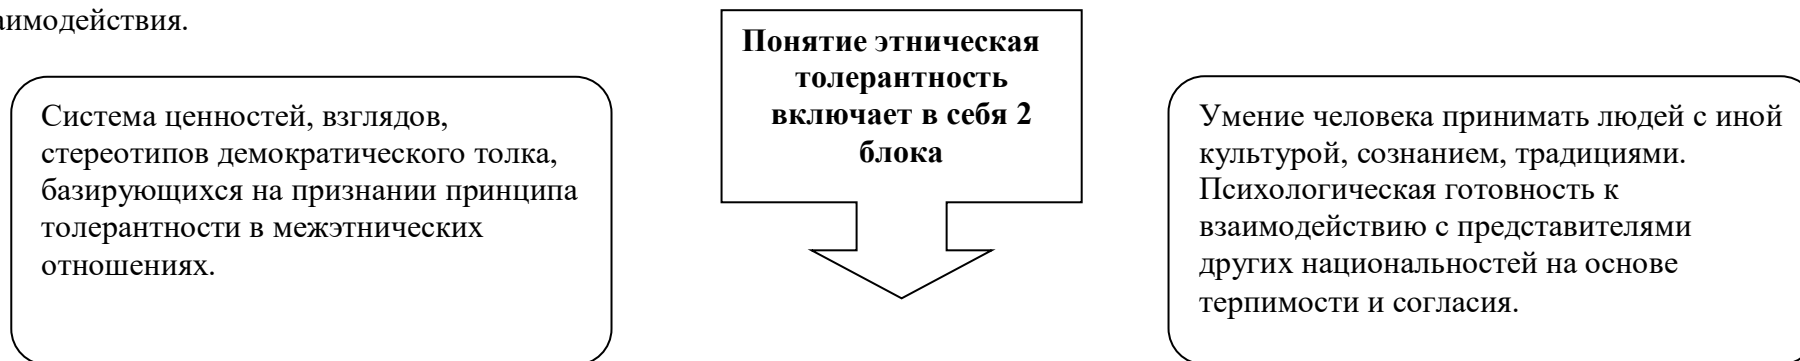 аимодействия.
Понятие этническая
толерантность
включает в себя 2
блока
Система ценностей, взглядов,
стереотипов демократического толка,
базирующихся на признании принципа
толерантности в межэтнических
отношениях.
Умение человека принимать людей с иной
культурой, сознанием, традициями.
Психологическая готовность к
взаимодействию с представителями
других национальностей на основе
терпимости и согласия.